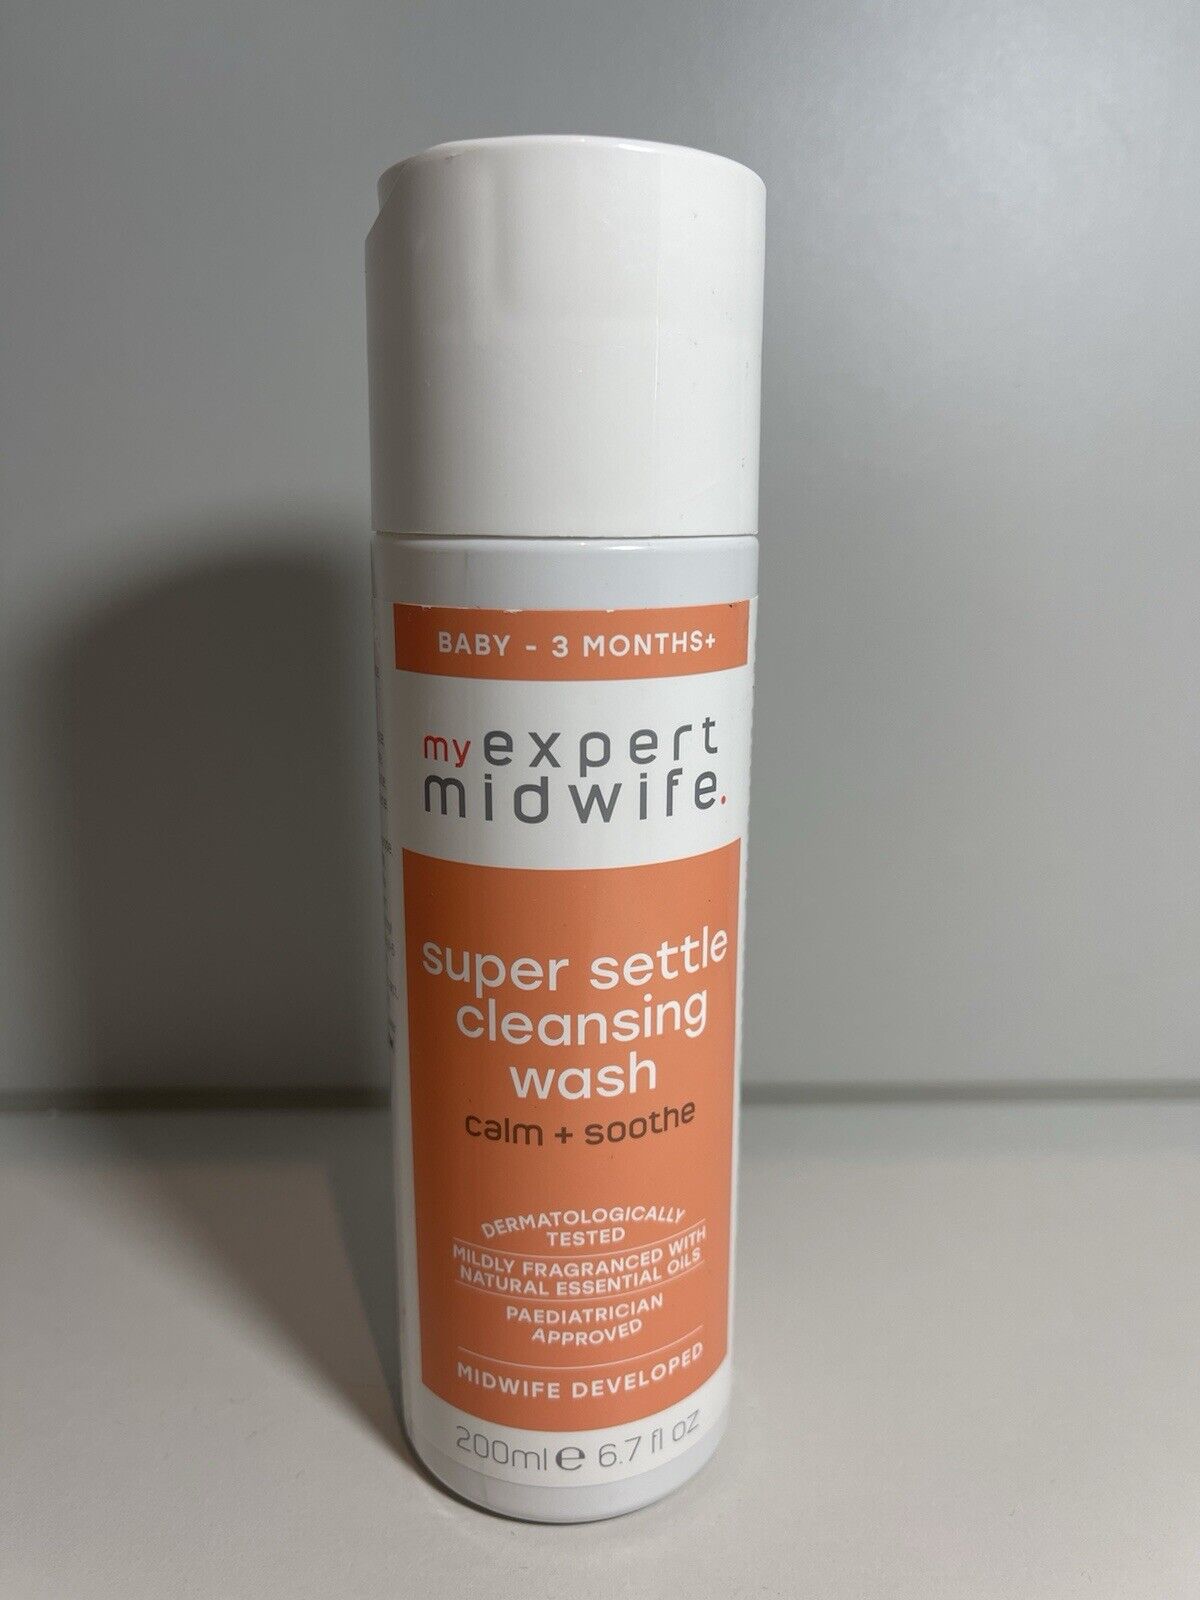 BABY - 3 MONTHS+
my expert
midwife.
super settle
cleansing
wash
calm + soothe
DERMATOLOGICALLY
TESTED
MILDLY FRAGRANCED WITH
NATURAL ESSENTIAL OILS
PAEDIATRICIAN
APPROVED
MIDWIFE DEVELOPED
200ml e 6.7 fl oz